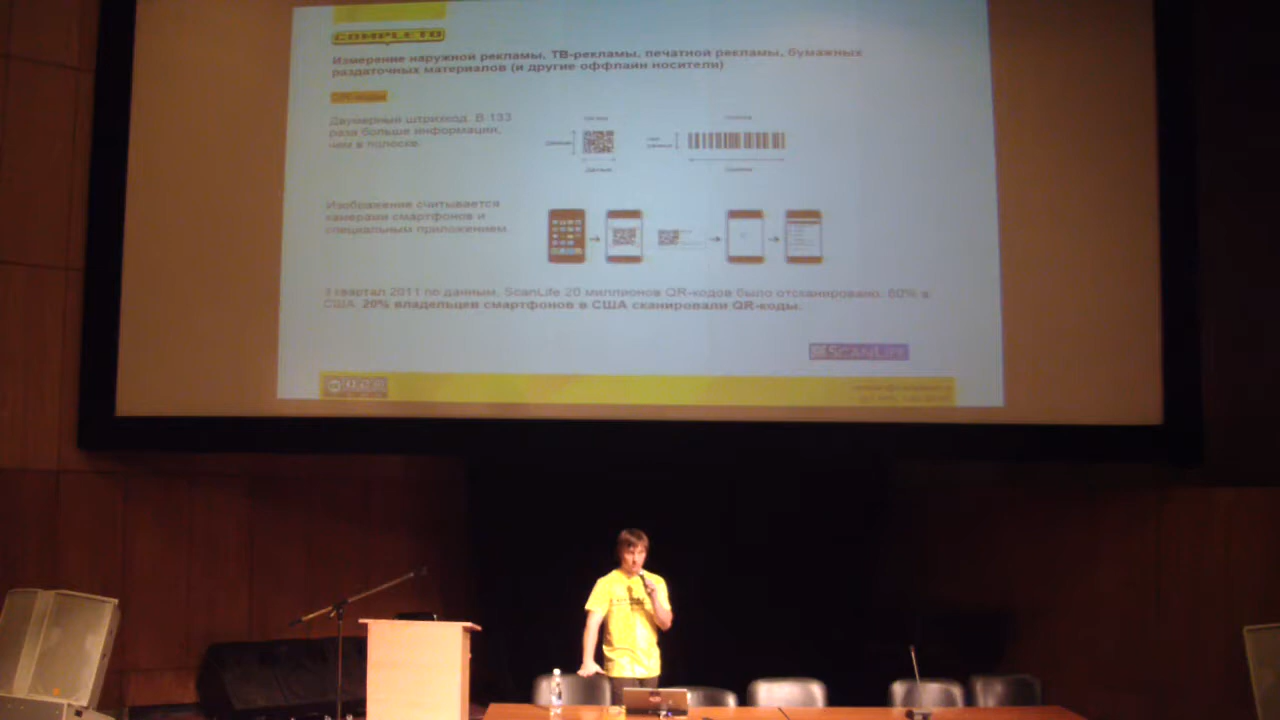 COMPLETO
Измерение наружной рекламы, ТВ-рекламы, печатной рекламы, бумажных
раздаточных материалов (и другие оффлайн носители)
QR-коды
Двумерный штрихкод. В 133
раза больше информации,
чем в полоске.
Изображение считывается
камерами смартфонов и
специальным приложением.
3 квартал 2011 по данным, ScanLife 20 миллионов QR-кодов было отсканировано. 60% в
США. 20% владельцев смартфонов в США сканировали QR-коды.
SCANLIFE